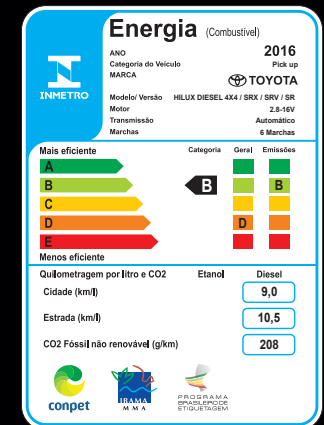 Energia (Combustível)
INMETRO
ANO 2016
Categoria do Veículo Pick up
MARCA TOYOTA
Modelo/ Versão HILUX DIESEL 4X4 / SRX / SRV / SR
Motor 2.8-16V
Transmissão Automático
Marchas 6 Marchas
Mais eficiente Categoria Geral Emissões
A
B B B
C
D D
E
Menos eficiente
Quilometragem por litro e CO2 Etanol Diesel
Cidade (km/l) 9,0
Estrada (km/l) 10,5
CO2 Fóssil não renovável (g/km) 208
conpet
IBAMA
MMA
PROGRAMA
BRASILEIRO DE
ETIQUETAGEM